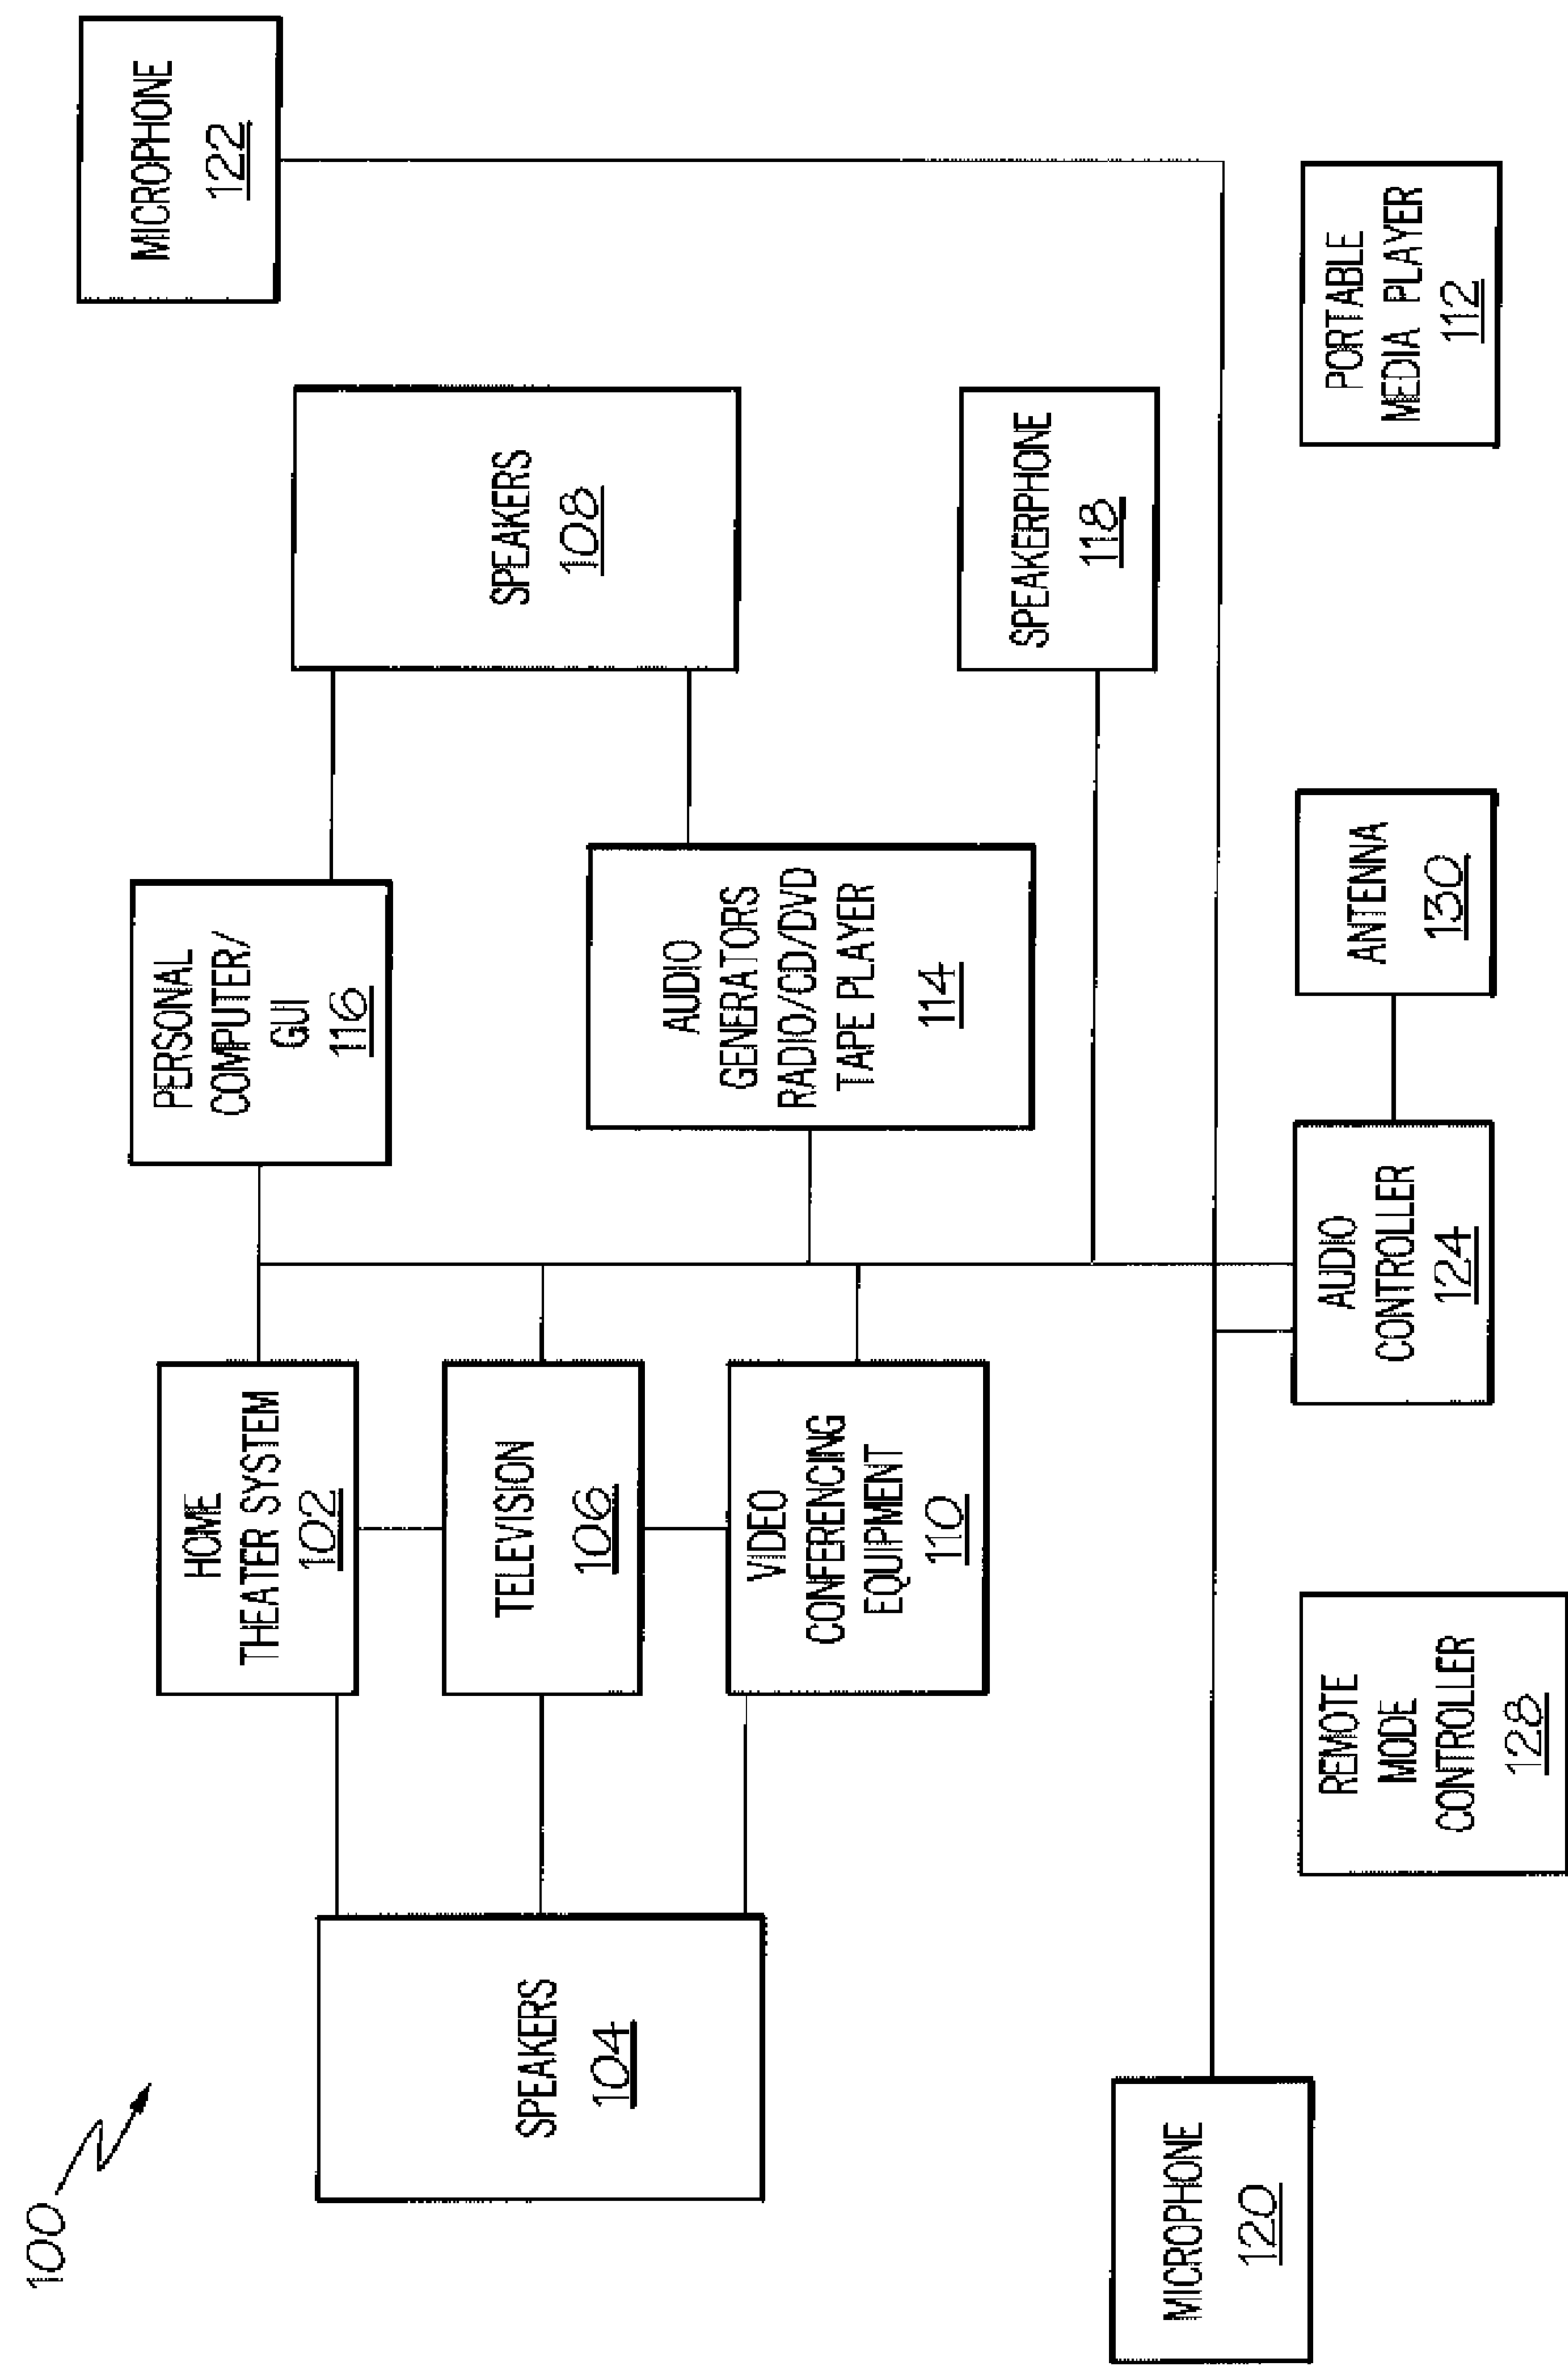 100
SPEAKERS
104
HOME
THEATER SYSTEM
102
TELEVISION
106
VIDEO
CONFERENCING
EQUIPMENT
110
PERSONAL
COMPUTER/
GUI
116
AUDIO
GENERATORS
RADIO/CD/DVD
TAPE PLAYER
114
SPEAKERS
108
SPEAKERPHONE
118
MICROPHONE
122
MICROPHONE
120
REMOTE
MODE
CONTROLLER
128
AUDIO
CONTROLLER
124
ANTENNA
130
PORTABLE
MEDIA PLAYER
112